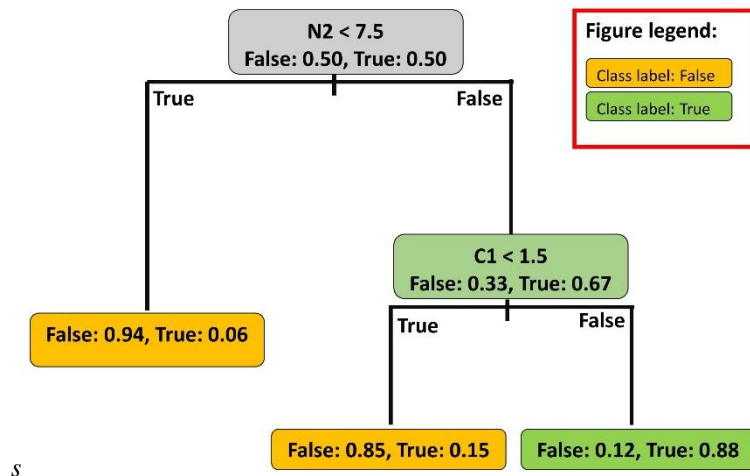 N2 < 7.5
False: 0.50, True: 0.50
Figure legend:
Class label: False
Class label: True
True
False
C1 < 1.5
False: 0.33, True: 0.67
False: 0.94, True: 0.06
True
False
False: 0.85, True: 0.15
False: 0.12, True: 0.88
s